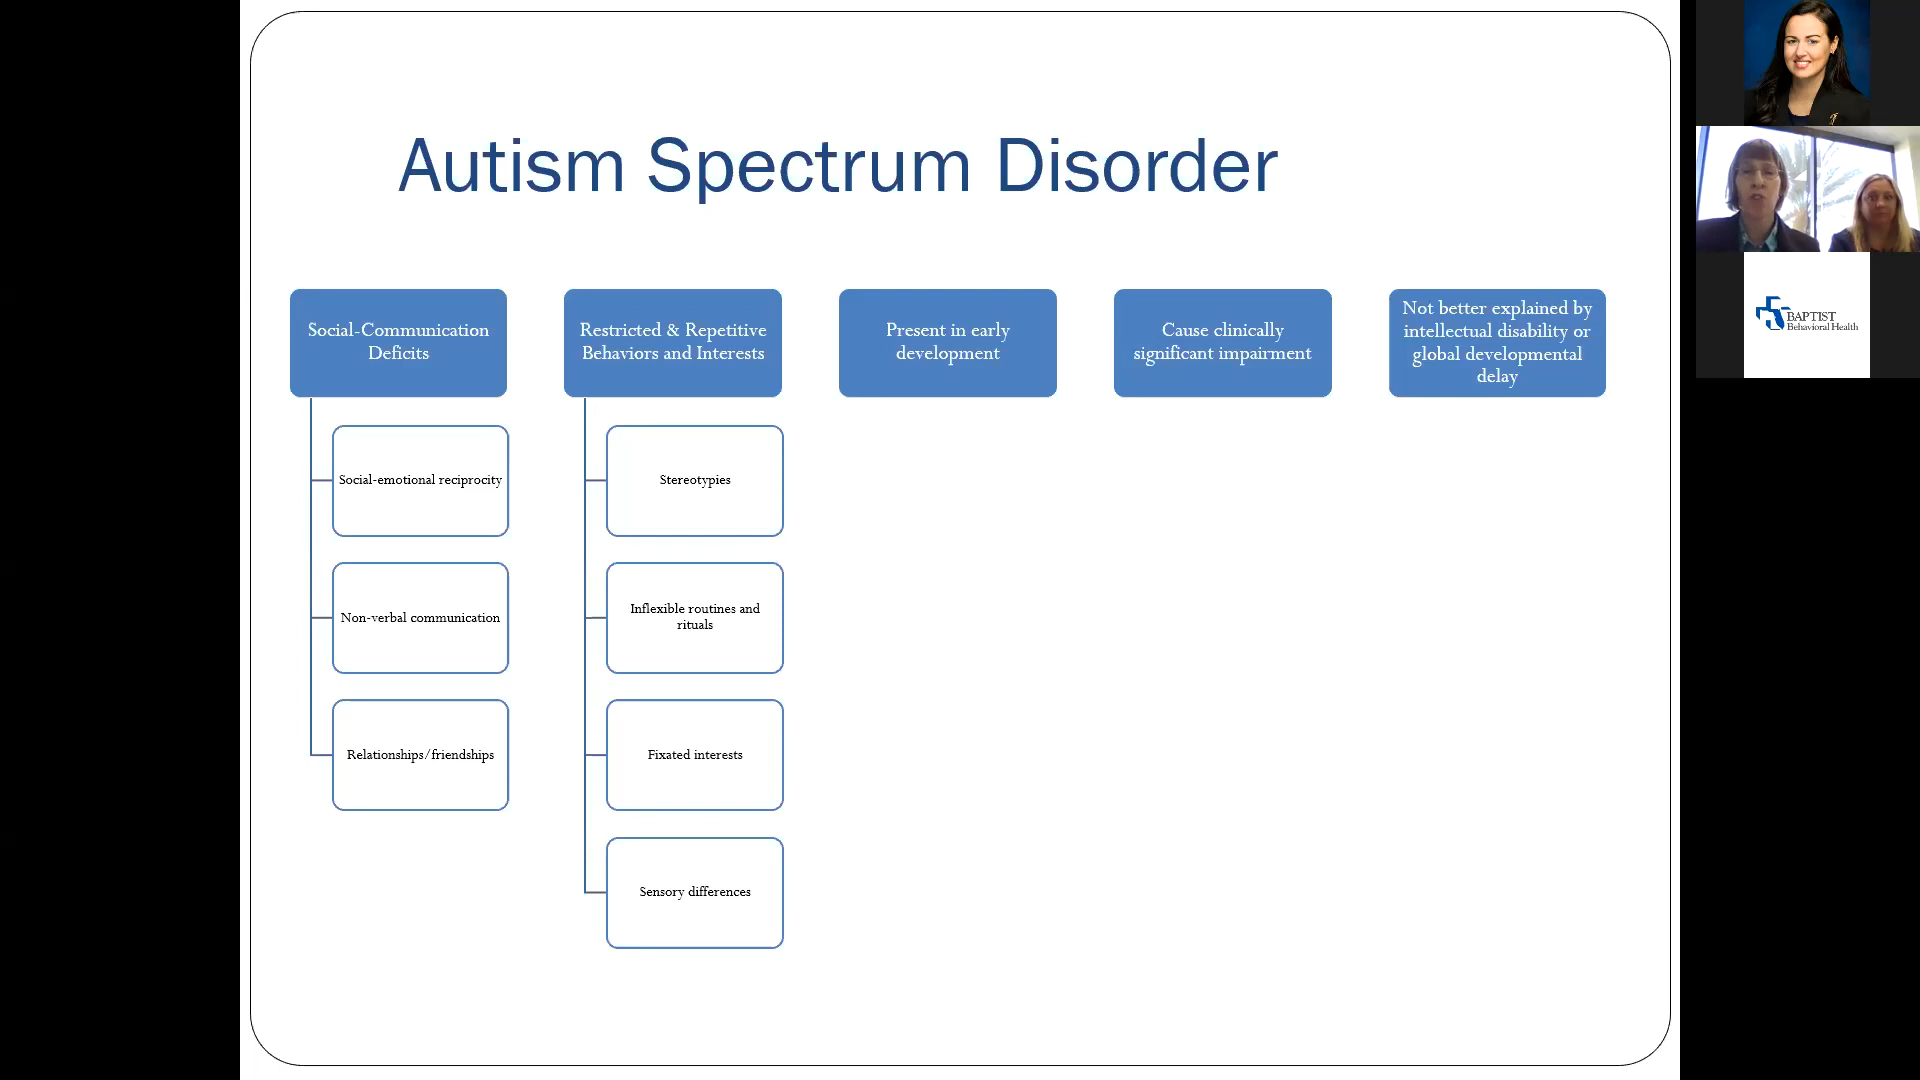 Autism Spectrum Disorder
Social-Communication
Deficits
Social-emotional reciprocity
Non-verbal communication
Relationships/friendships
Restricted & Repetitive
Behaviors and Interests
Stereotypies
Inflexible routines and
rituals
Fixated interests
Sensory differences
Present in early
development
Cause clinically
significant impairment
Not better explained by
intellectual disability or
global developmental
delay
BAPTIST
Behavioral Health